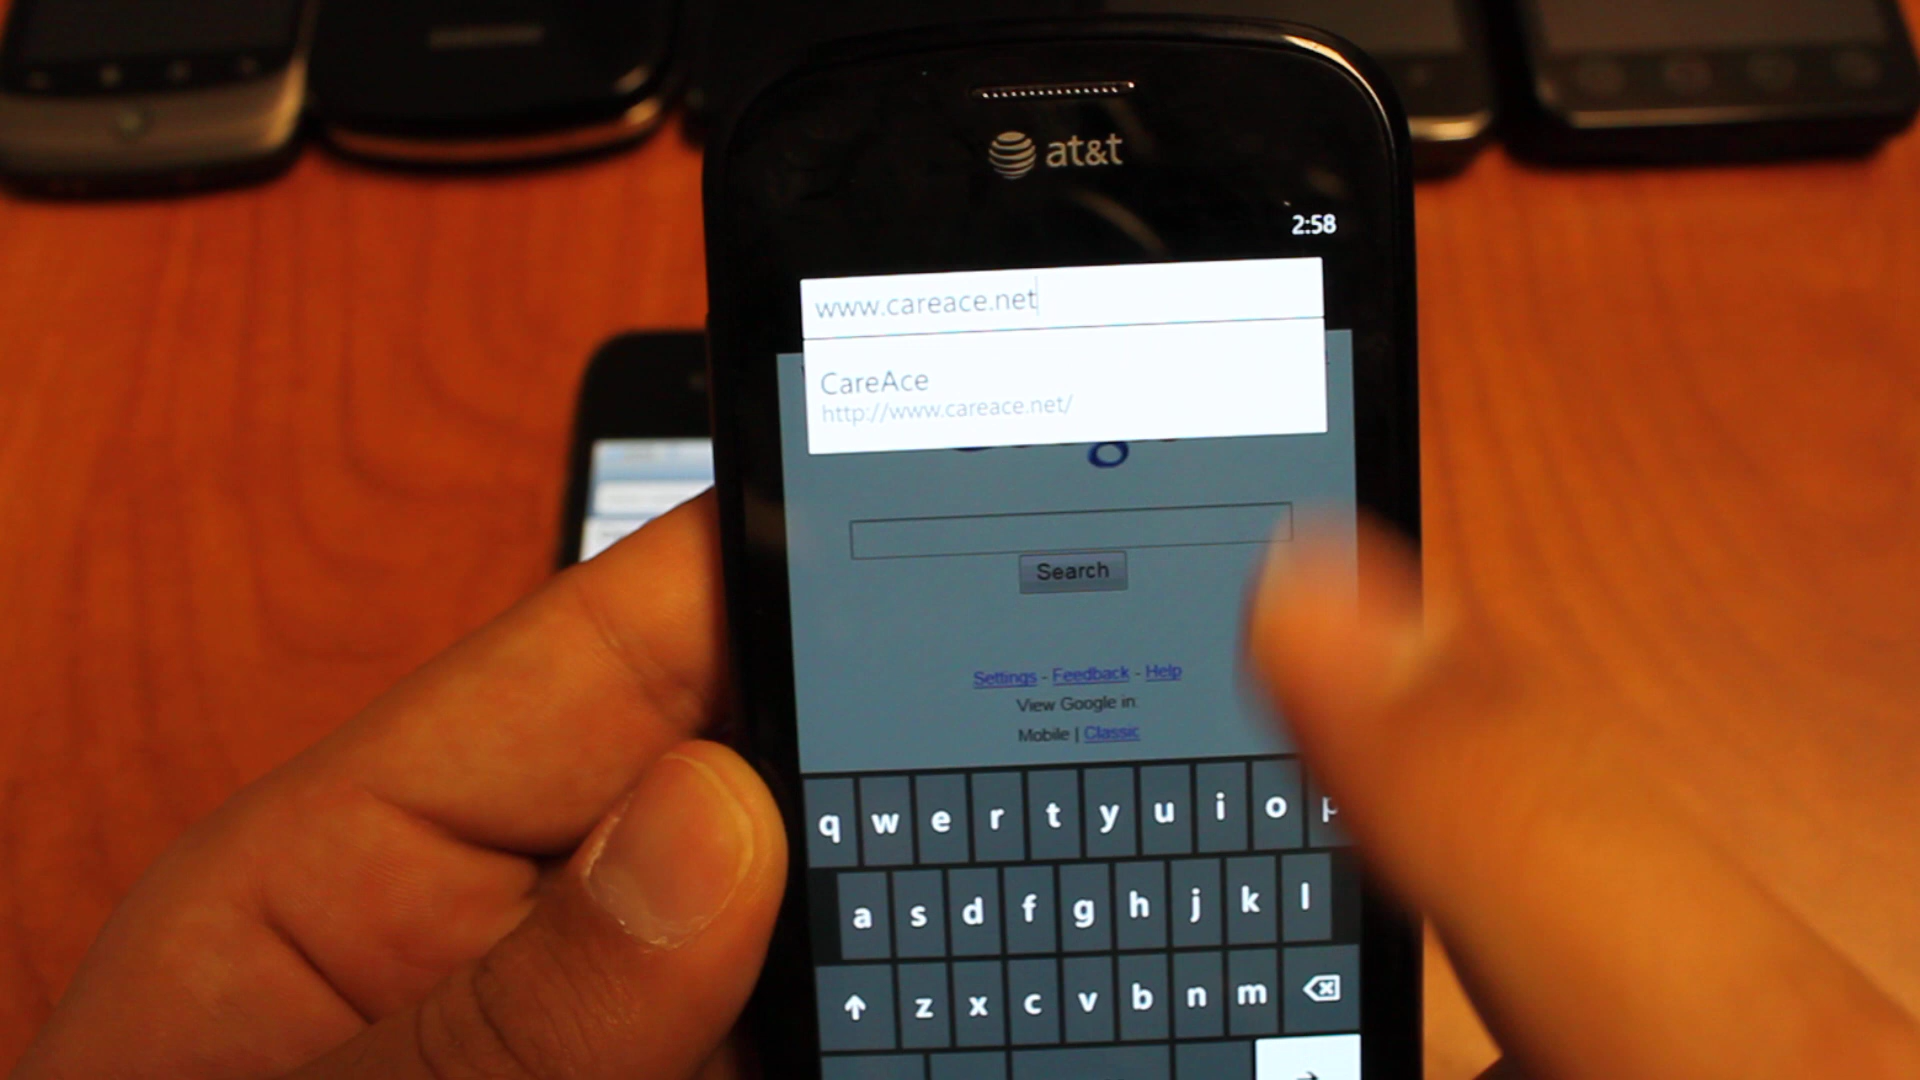 at&t
2:58
www.careace.net
CareAce
http://www.careace.net/
Search
Settings - Feedback - Help
View Google in:
Mobile | Classic
q w e r t y u i o p
a s d f g h j k l
z x c v b n m